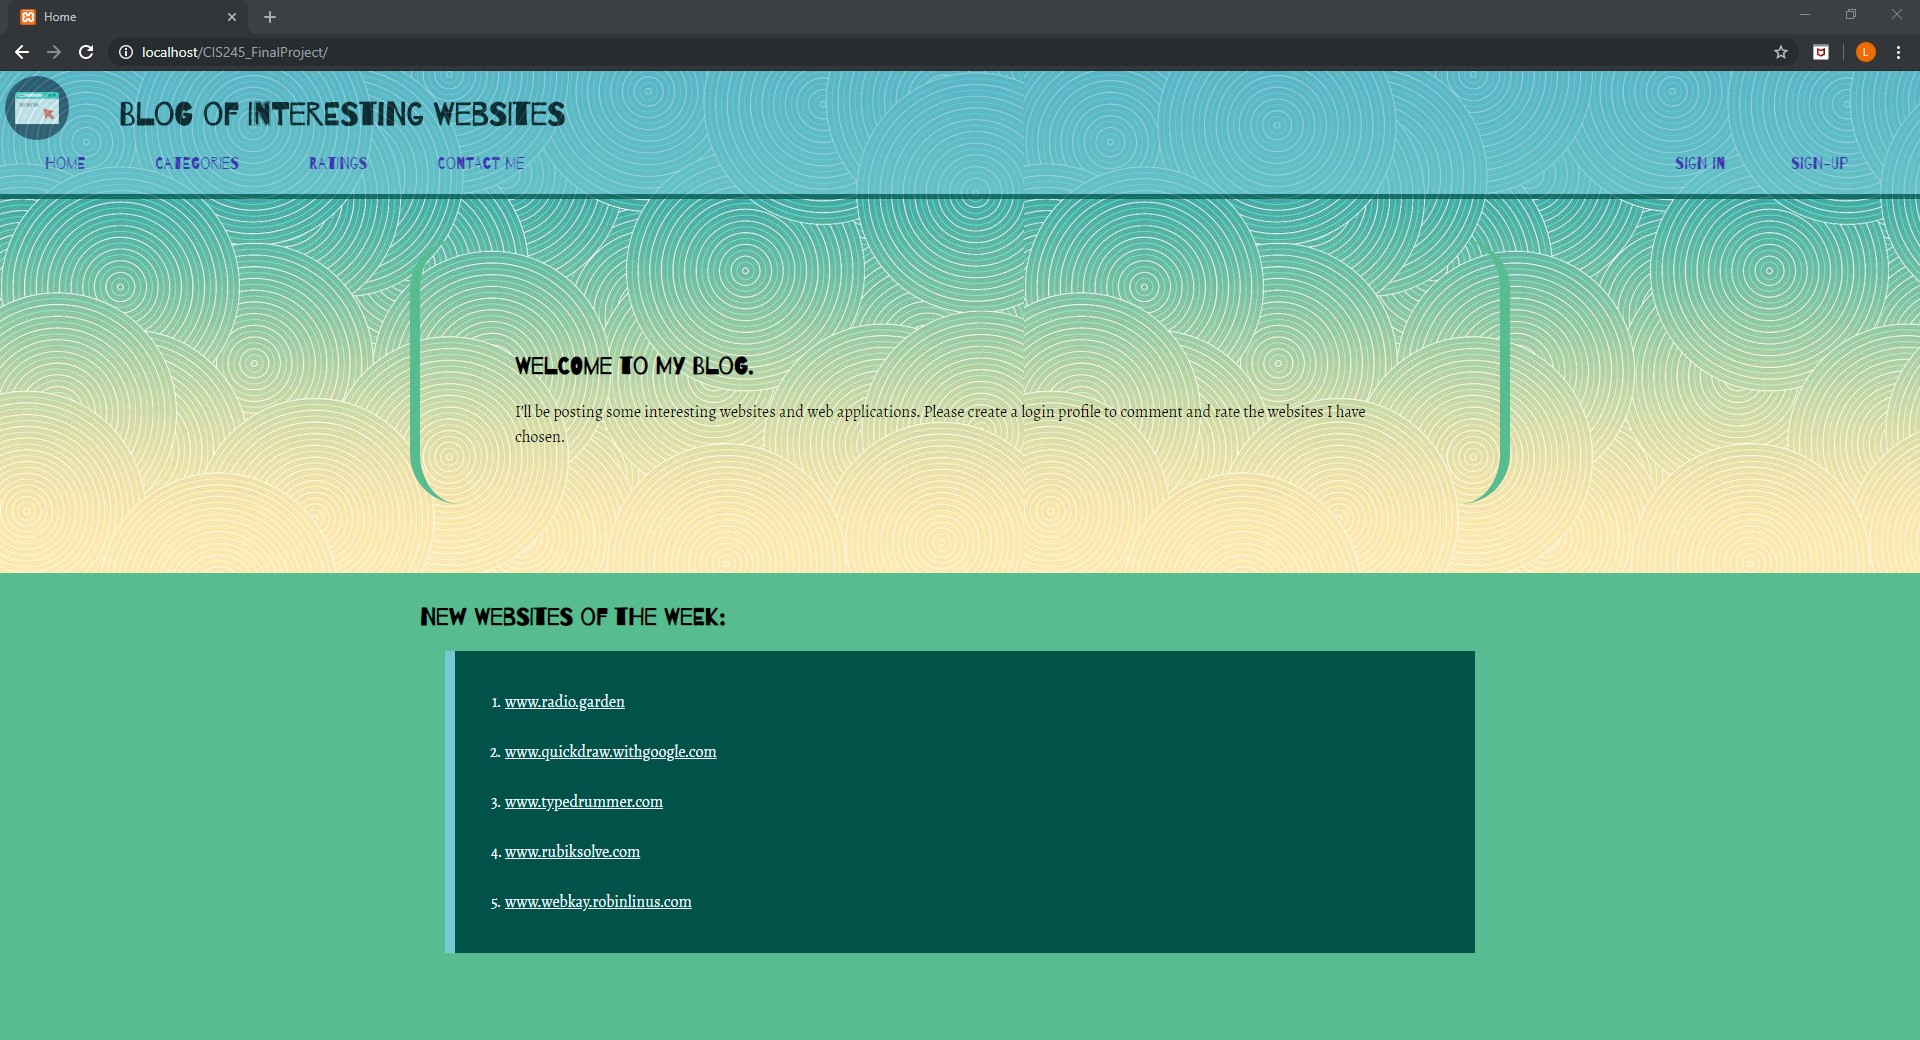 Home
localhost/CIS245_FinalProject/
L
WWW
BLOG OF INTERESTING WEBSITES
HOME CATEGORIES RATINGS CONTACT ME SIGN IN SIGN-UP
WELCOME TO MY BLOG.
I'll be posting some interesting websites and web applications. Please create a login profile to comment and rate the websites I have
chosen.
NEW WEBSITES OF THE WEEK:
1. www.radio.garden
2. www.quickdraw.withgoogle.com
3. www.typedrummer.com
4. www.rubiksolve.com
5. www.webkay.robinlinus.com